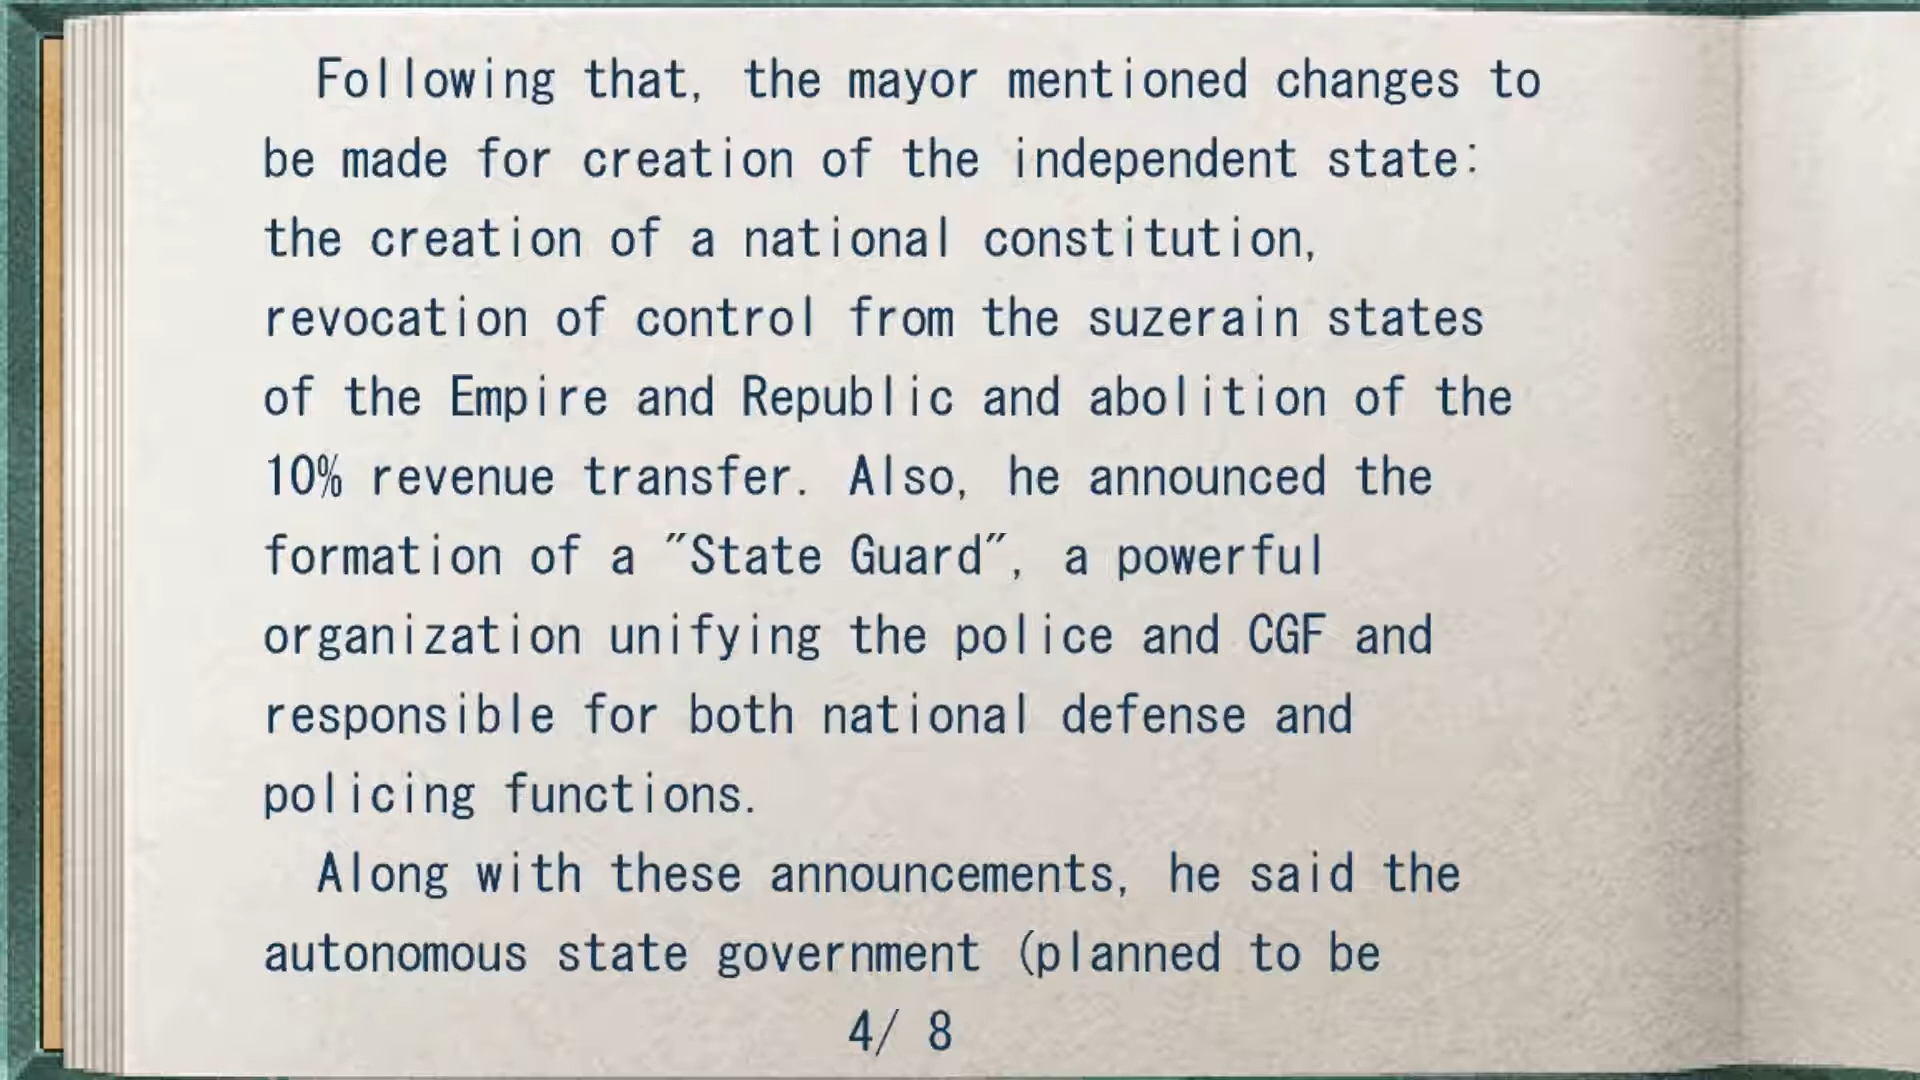 Following that, the mayor mentioned changes to
be made for creation of the independent state:
the creation of a national constitution,
revocation of control from the suzerain states
of the Empire and Republic and abolition of the
10% revenue transfer. Also, he announced the
formation of a "State Guard", a powerful
organization unifying the police and CGF and
responsible for both national defense and
policing functions.
Along with these announcements, he said the
autonomous state government (planned to be
4/ 8